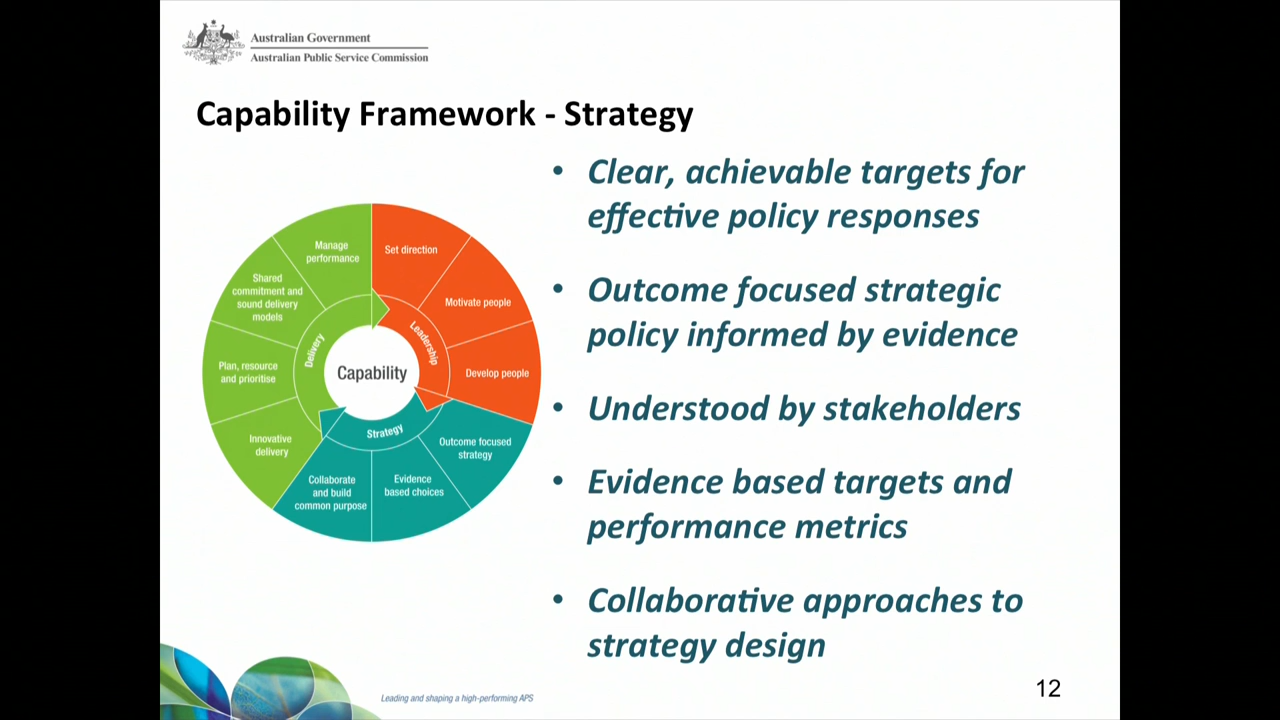 Australian Government
Australian Public Service Commission
Capability Framework - Strategy
Manage
performance
Set direction
Shared
commitment and
sound delivery
models
Motivate people
Delivery
Leadership
Plan, resource
and prioritise
Capability
Develop people
Strategy
Innovative
delivery
Outcome focused
strategy
Collaborate
and build
common purpose
Evidence
based choices
• Clear, achievable targets for
effective policy responses
• Outcome focused strategic
policy informed by evidence
• Understood by stakeholders
• Evidence based targets and
performance metrics
• Collaborative approaches to
strategy design
Leading and shaping a high-performing APS
12